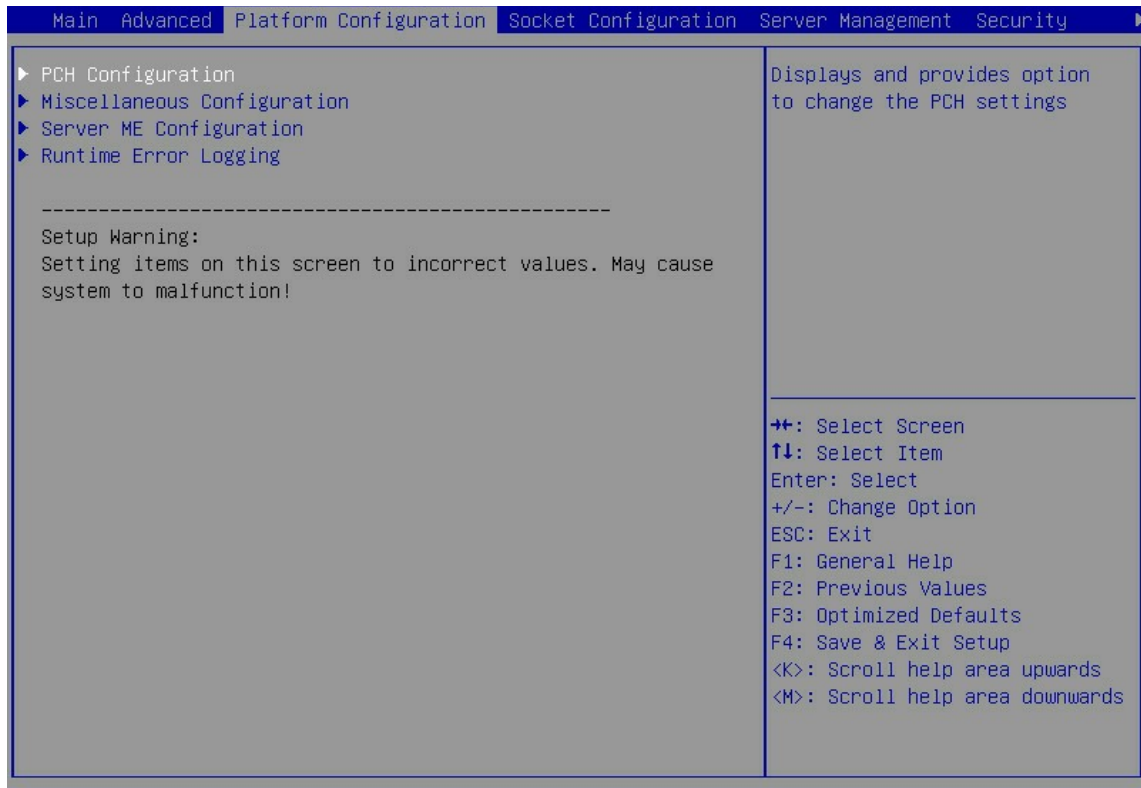 Main Advanced Platform Configuration Socket Configuration Server Management Security
PCH Configuration
Miscellaneous Configuration
Server ME Configuration
Runtime Error Logging
--------------------------------------------------
Setup Warning:
Setting items on this screen to incorrect values. May cause
system to malfunction!
Displays and provides option
to change the PCH settings
→←: Select Screen
↑↓: Select Item
Enter: Select
+/-: Change Option
ESC: Exit
F1: General Help
F2: Previous Values
F3: Optimized Defaults
F4: Save & Exit Setup
<K>: Scroll help area upwards
<M>: Scroll help area downwards